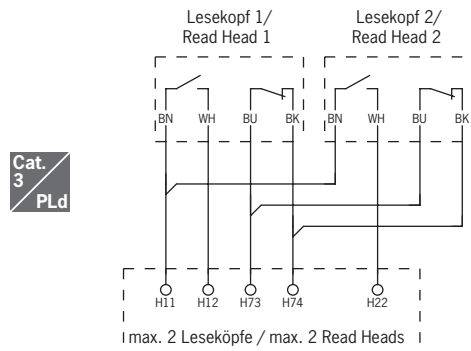 Lesekopf 1/
Read Head 1
Lesekopf 2/
Read Head 2
BN WH BU BK BN WH BU BK
Cat.
3
PLd
H11 H12 H73 H74 H22
max. 2 Leseköpfe / max. 2 Read Heads